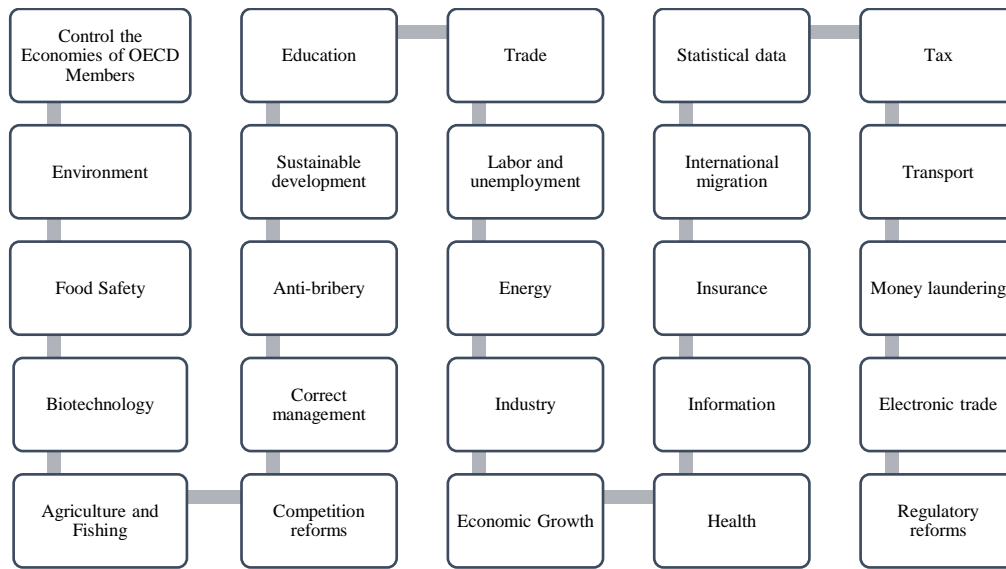 Control the
Economies of OECD
Members
Environment
Food Safety
Biotechnology
Agriculture and
Fishing
Competition
reforms
Correct
management
Anti-bribery
Sustainable
development
Education
Trade
Labor and
unemployment
Energy
Industry
Economic Growth
Health
Information
Insurance
International
migration
Statistical data
Tax
Transport
Money laundering
Electronic trade
Regulatory
reforms